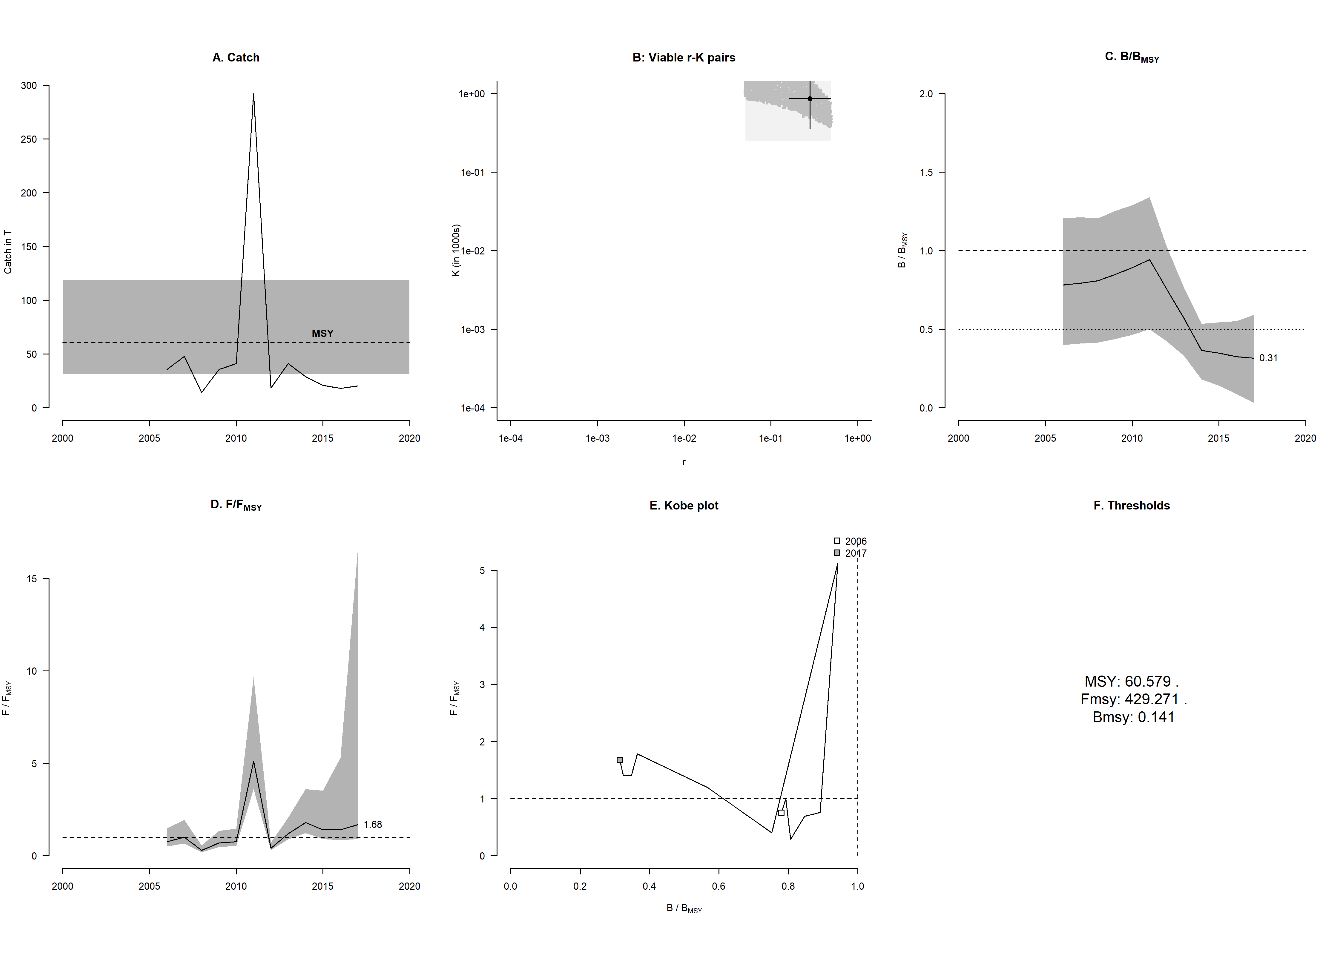 A. Catch
Catch in T
300
250
200
150
100
50
0
MSY
2000 2005 2010 2015 2020
B: Viable r-K pairs
K (in 1000s)
1e+00
1e-01
1e-02
1e-03
1e-04
1e-04 1e-03 1e-02 1e-01 1e+00
r
C. B/BMSY
B / BMSY
2.0
1.5
1.0
0.5
0.0
0.31
2000 2005 2010 2015 2020
D. F/FMSY
F / FMSY
15
10
5
0
1.68
2000 2005 2010 2015 2020
E. Kobe plot
2006
2017
F / FMSY
5
4
3
2
1
0
0.0 0.2 0.4 0.6 0.8 1.0
B / BMSY
F. Thresholds
MSY: 60.579 .
Fmsy: 429.271 .
Bmsy: 0.141